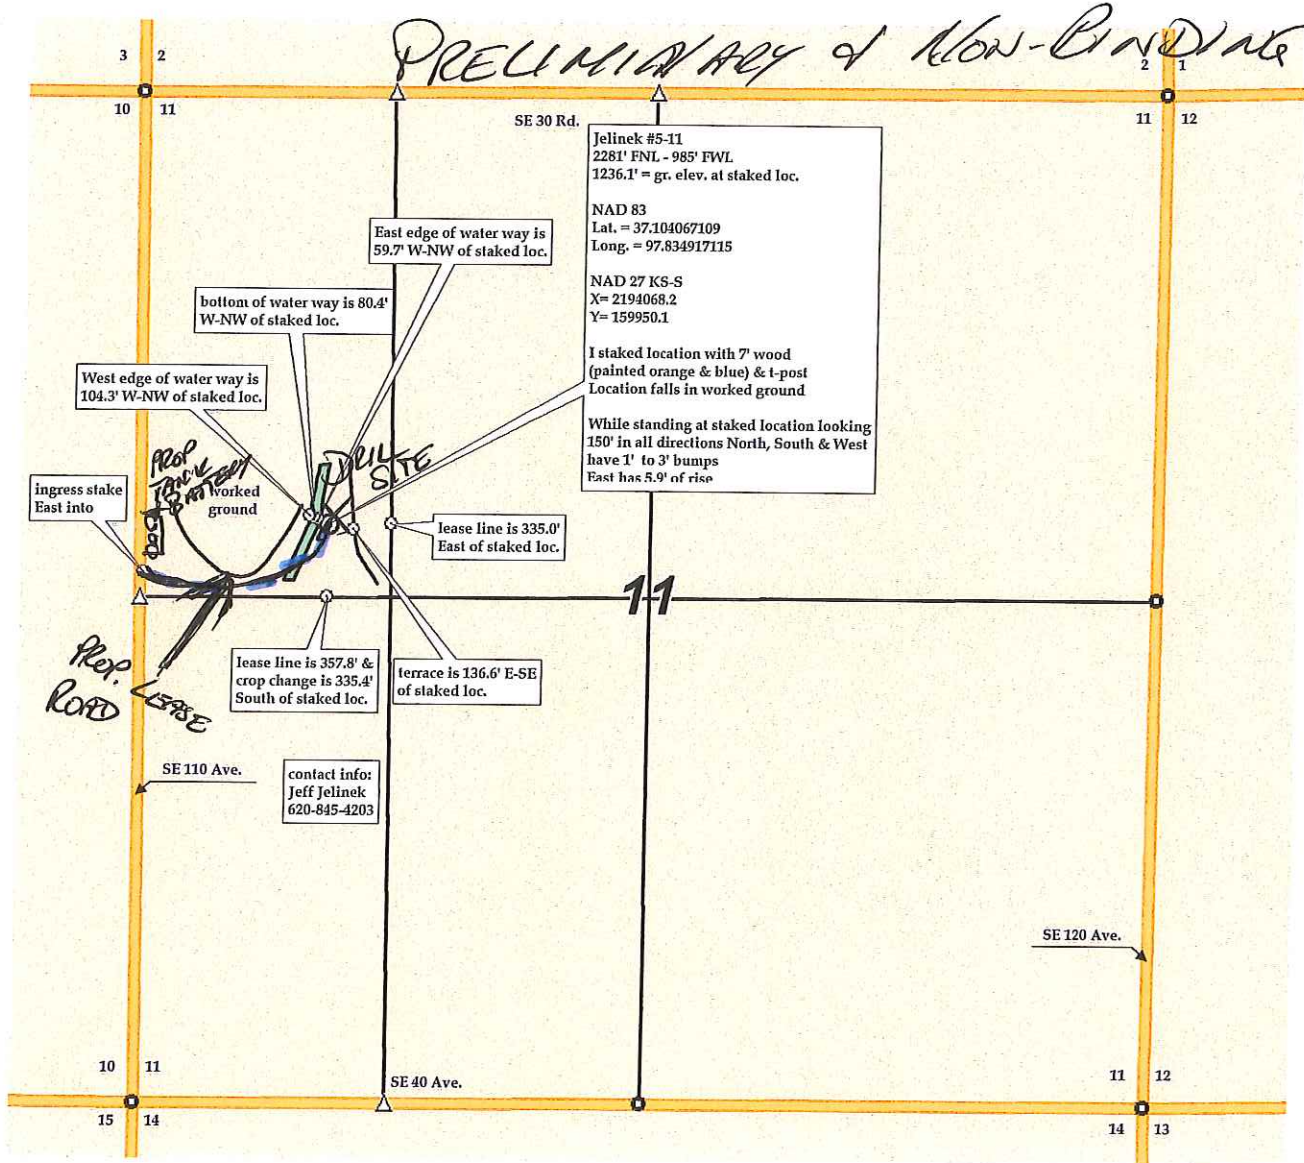 PRELIMINARY & NON-BINDING
3 2
2 1
10 11
11 12
SE 30 Rd.
Jelinek #5-11
2281' FNL - 985' FWL
1236.1' = gr. elev. at staked loc.
NAD 83
Lat. = 37.104067109
Long. = 97.834917115
NAD 27 KS-S
X= 2194068.2
Y= 159950.1
I staked location with 7' wood
(painted orange & blue) & t-post
Location falls in worked ground
While standing at staked location looking
150' in all directions North, South & West
have 1' to 3' bumps
East has 5.9' of rise
East edge of water way is
59.7' W-NW of staked loc.
bottom of water way is 80.4'
W-NW of staked loc.
West edge of water way is
104.3' W-NW of staked loc.
PROP
TANK
BATTERY
DRILL
SITE
ingress stake
East into
worked
ground
lease line is 335.0'
East of staked loc.
11
lease line is 357.8' &
crop change is 335.4'
South of staked loc.
terrace is 136.6' E-SE
of staked loc.
PROP. LEASE
ROAD
SE 110 Ave.
contact info:
Jeff Jelinek
620-845-4203
SE 120 Ave.
10 11
11 12
SE 40 Ave.
15 14
14 13